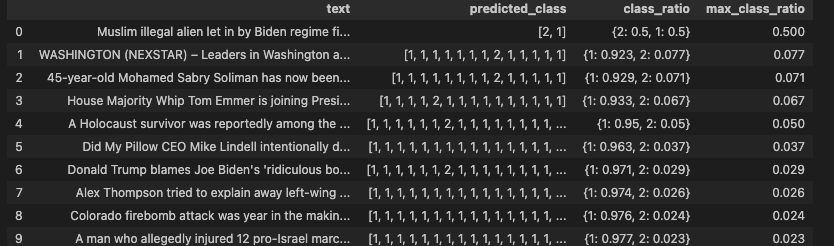 text predicted_class class_ratio max_class_ratio
0 Muslim illegal alien let in by Biden regime fi... [2, 1] {2: 0.5, 1: 0.5} 0.500
1 WASHINGTON (NEXSTAR) – Leaders in Washington a... [1, 1, 1, 1, 1, 1, 1, 2, 1, 1, 1, 1, 1] {1: 0.923, 2: 0.077} 0.077
2 45-year-old Mohamed Sabry Soliman has now been... [1, 1, 1, 1, 1, 1, 1, 1, 2, 1, 1, 1, 1, 1] {1: 0.929, 2: 0.071} 0.071
3 House Majority Whip Tom Emmer is joining Presi... [1, 1, 1, 1, 2, 1, 1, 1, 1, 1, 1, 1, 1, 1, 1] {1: 0.933, 2: 0.067} 0.067
4 A Holocaust survivor was reportedly among the ... [1, 1, 1, 1, 1, 1, 1, 2, 1, 1, 1, 1, 1, 1, 1, ... {1: 0.95, 2: 0.05} 0.050
5 Did My Pillow CEO Mike Lindell intentionally d... [1, 1, 1, 1, 1, 1, 1, 1, 1, 1, 1, 1, 1, 1, 1, ... {1: 0.963, 2: 0.037} 0.037
6 Donald Trump blames Joe Biden's 'ridiculous bo... [1, 1, 1, 1, 1, 1, 2, 1, 1, 1, 1, 1, 1, 1, 1, ... {1: 0.971, 2: 0.029} 0.029
7 Alex Thompson tried to explain away left-wing ... [1, 1, 1, 1, 1, 1, 1, 1, 1, 1, 1, 1, 1, 1, 1, ... {1: 0.974, 2: 0.026} 0.026
8 Colorado firebomb attack was year in the makin... [1, 1, 1, 1, 1, 1, 1, 1, 1, 1, 1, 1, 1, 1, 1, ... {1: 0.976, 2: 0.024} 0.024
9 A man who allegedly injured 12 pro-Israel marc... [1, 1, 1, 1, 1, 1, 1, 1, 1, 1, 1, 1, 1, 1, 1, ... {1: 0.977, 2: 0.023} 0.023